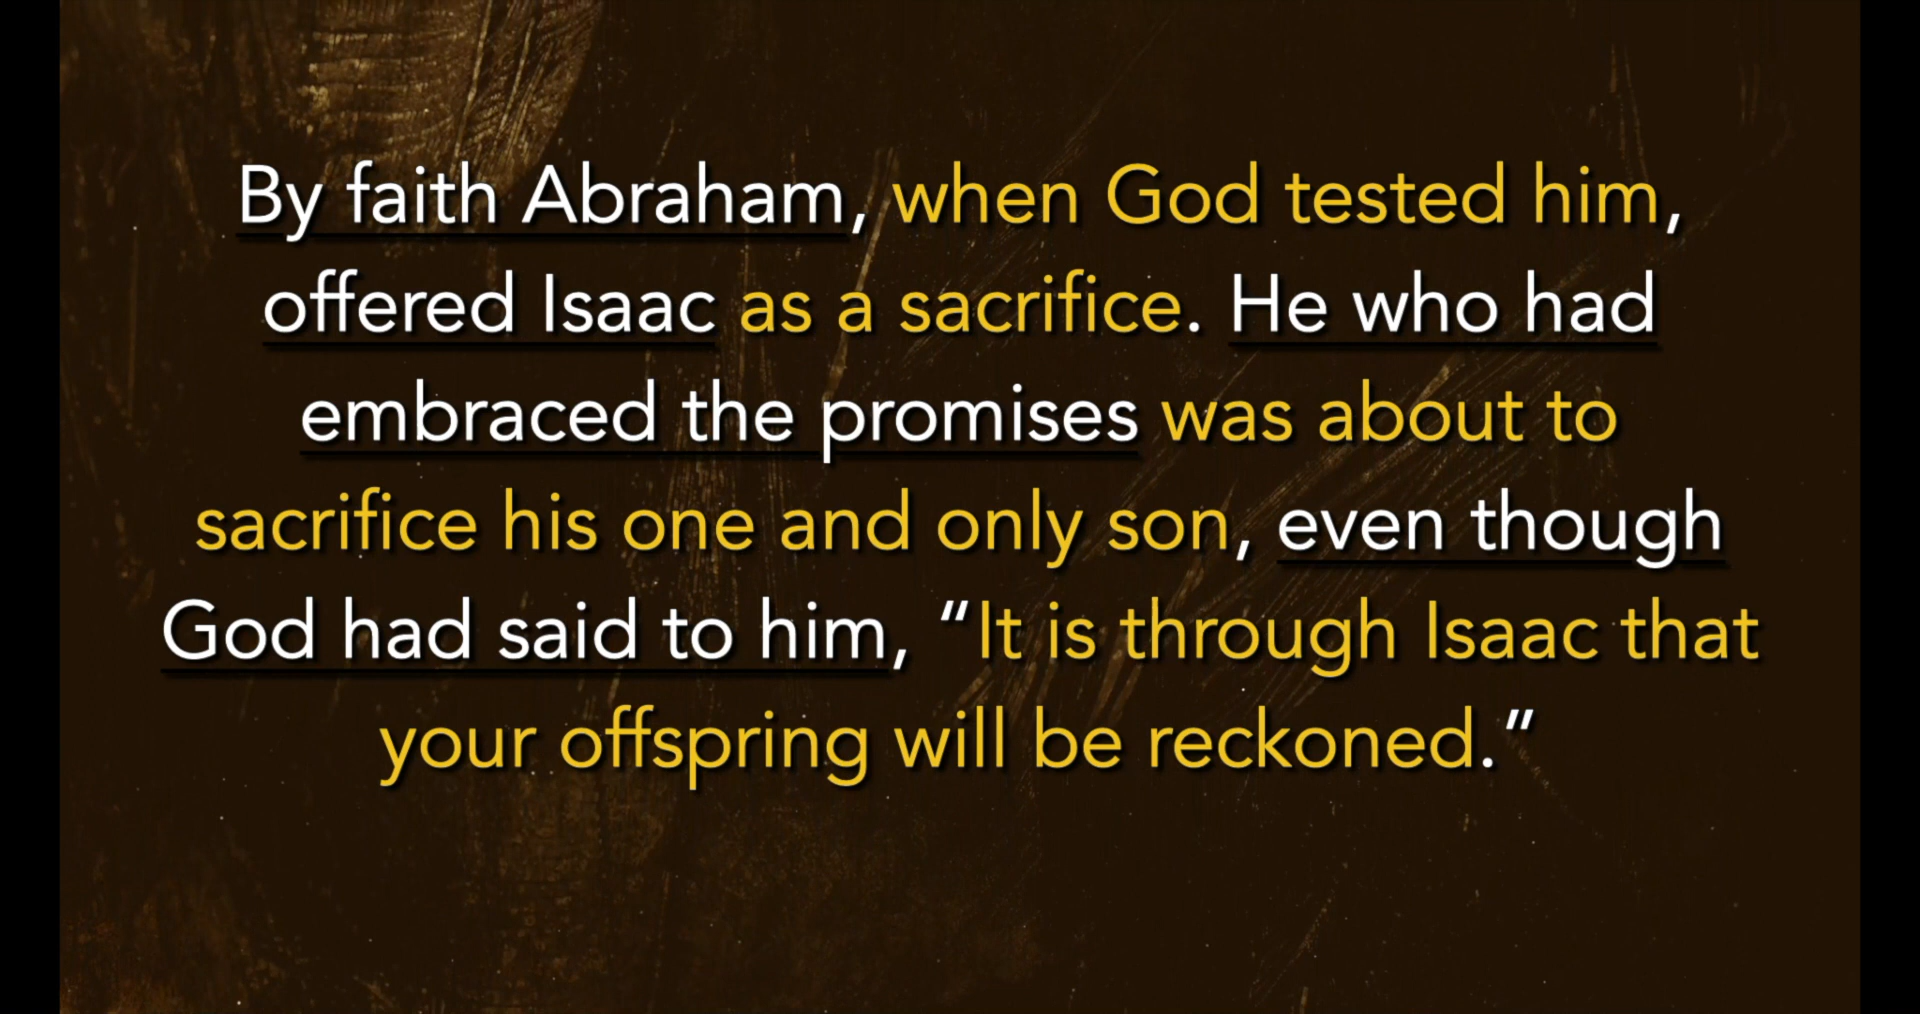 By faith Abraham, when God tested him,
offered Isaac as a sacrifice. He who had
embraced the promises was about to
sacrifice his one and only son, even though
God had said to him, “It is through Isaac that
your offspring will be reckoned.”